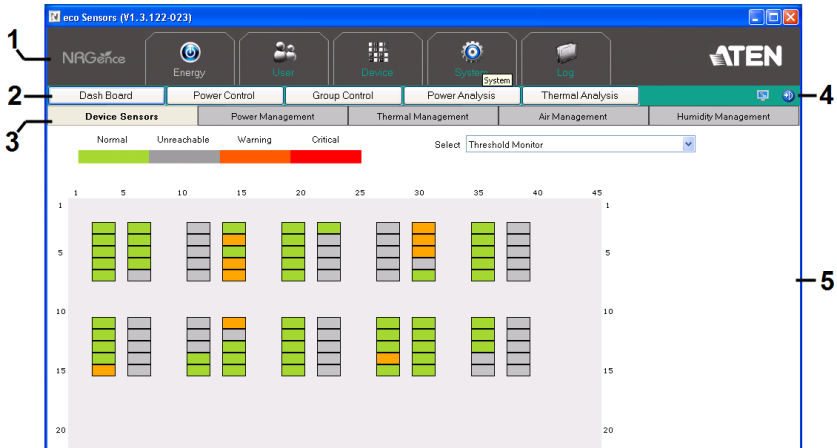 eco Sensors (V1.3.122-023)
1
NRGence
Energy User Device System Log
ATEN
System
2
Dash Board Power Control Group Control Power Analysis Thermal Analysis
4
3
Device Sensors Power Management Thermal Management Air Management Humidity Management
Normal Unreachable Warning Critical
Select Threshold Monitor
1 5 10 15 20 25 30 35 40 45
1 1
5 5
5
10 10
15 15
20 20